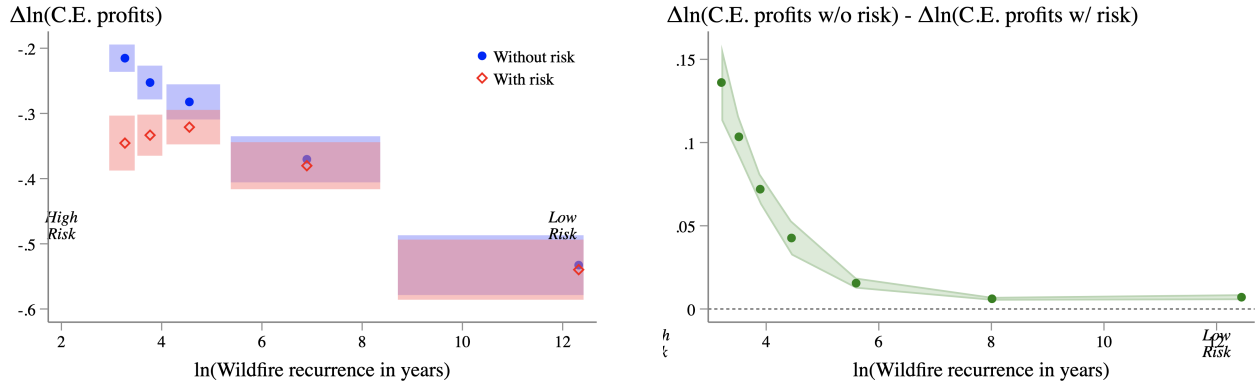 Δln(C.E. profits)
-.2
-.3
-.4
-.5
-.6
Without risk
With risk
High
Risk
Low
Risk
2 4 6 8 10 12
ln(Wildfire recurrence in years)
Δln(C.E. profits w/o risk) - Δln(C.E. profits w/ risk)
.15
.1
.05
0
h
k
4 6 8 10 12
Low
Risk
ln(Wildfire recurrence in years)